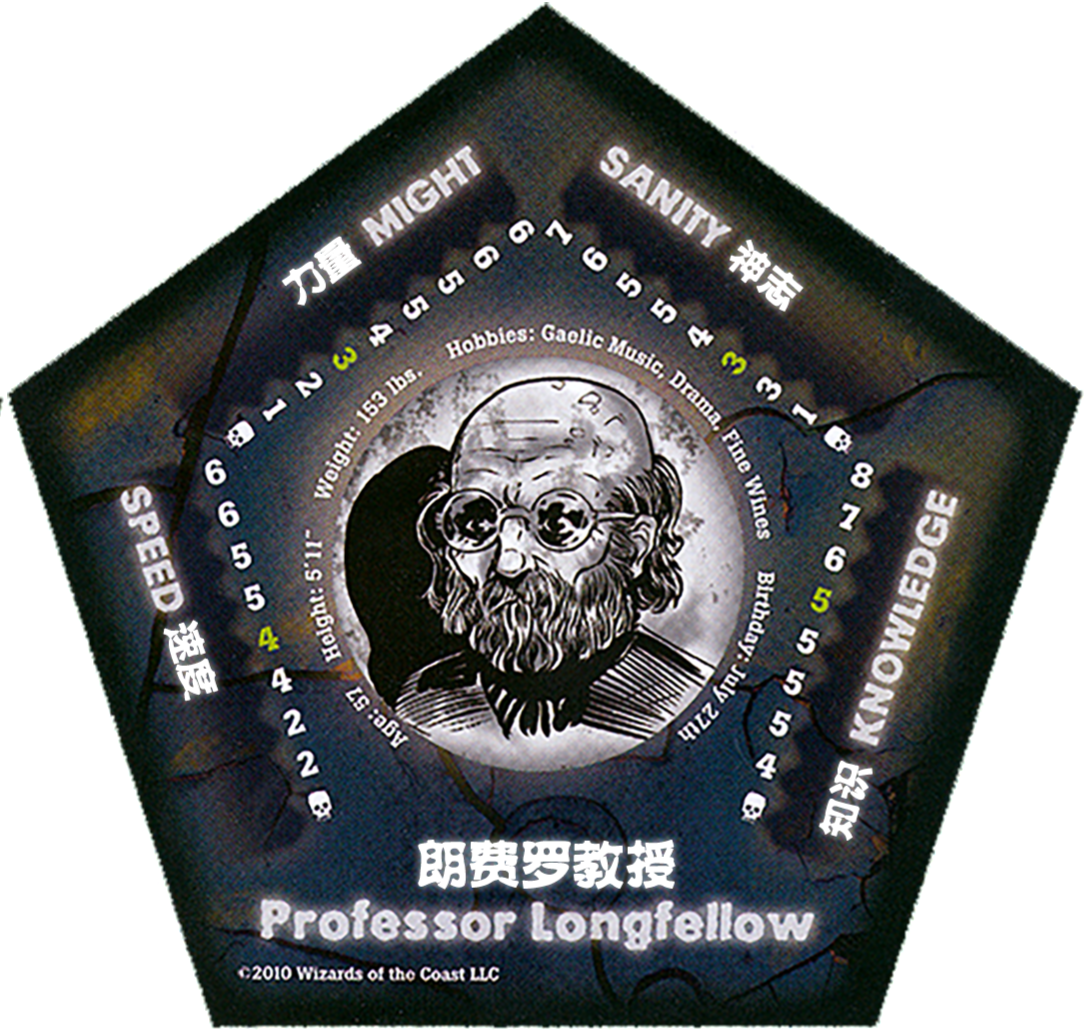 力量 MIGHT
1 2 3 4 5 5 6 6
SANITY 神志
7 6 5 5 4 3 3 1
SPEED 速度
6 6 5 5 4 4 2 2
知识 KNOWLEDGE
8 7 6 5 5 5 5 4
Age: 57
Height: 5'11"
Weight: 153 lbs.
Hobbies: Gaelic Music, Drama, Fine Wines
Birthday: July 27th
朗费罗教授
Professor Longfellow
©2010 Wizards of the Coast LLC